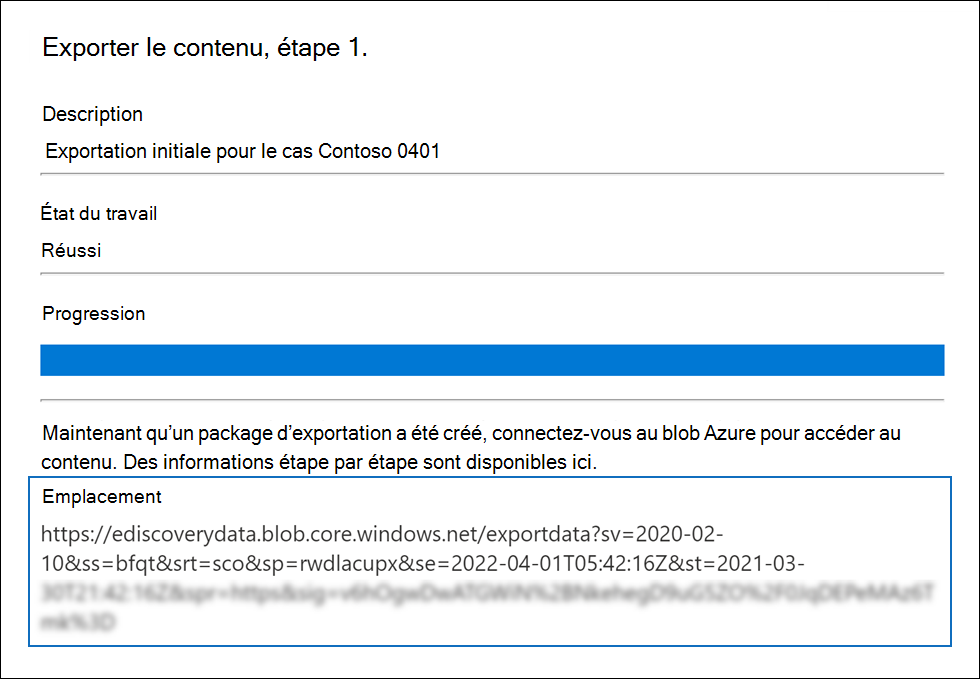 Exporter le contenu, étape 1.
Description
Exportation initiale pour le cas Contoso 0401
État du travail
Réussi
Progression
Maintenant qu’un package d’exportation a été créé, connectez-vous au blob Azure pour accéder au
contenu. Des informations étape par étape sont disponibles ici.
Emplacement
https://ediscoverydata.blob.core.windows.net/exportdata?sv=2020-02-
10&ss=bfqt&srt=sco&sp=rwdlacupx&se=2022-04-01T05:42:16Z&st=2021-03-